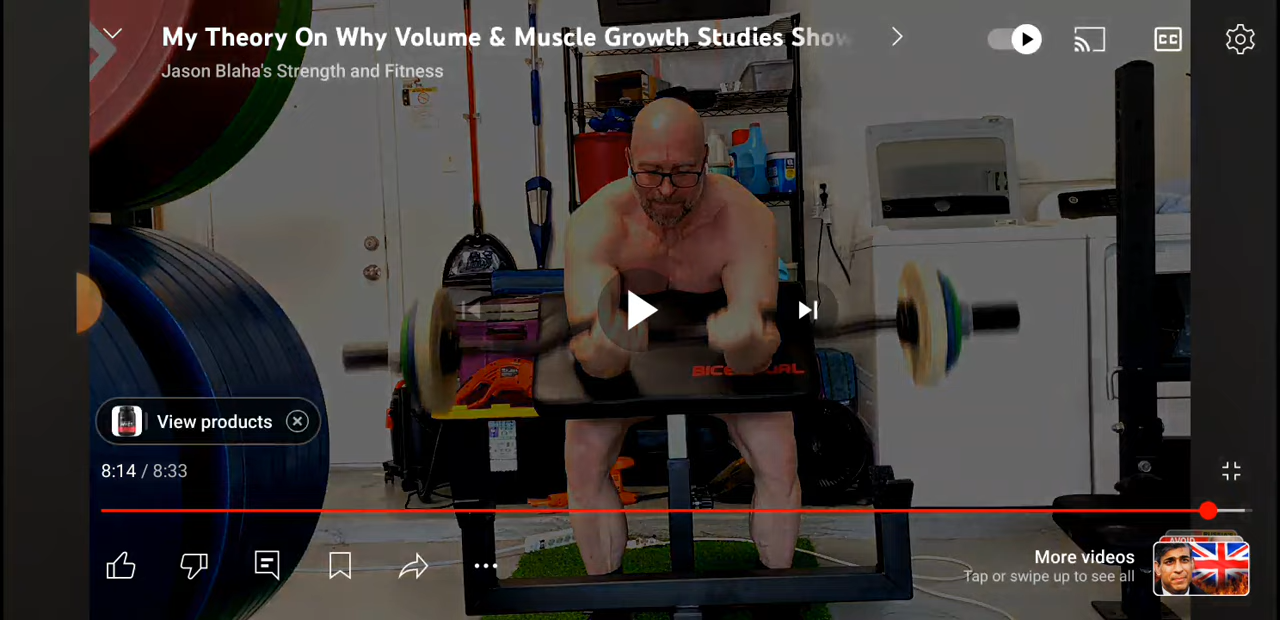 My Theory On Why Volume & Muscle Growth Studies Show
Jason Blaha's Strength and Fitness
CC
View products
8:14 / 8:33
More videos
Tap or swipe up to see all